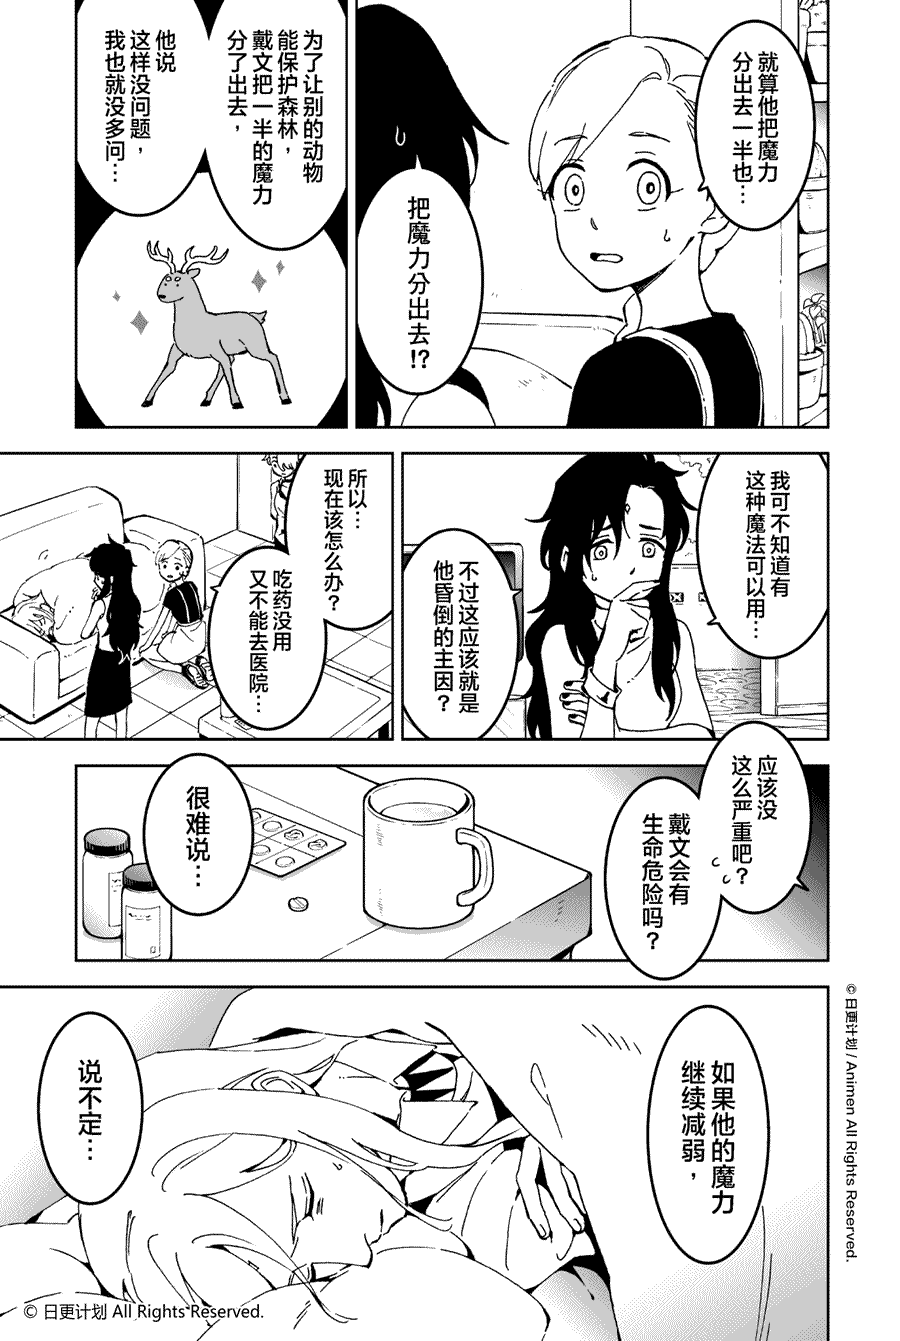 就算他把魔力
分出去一半也…
把魔力分出去!?
为了让别的动物
能保护森林，
戴文把一半的魔力
分了出去，
他说
这样没问题，
我也就没多问…
我可不知道有
这种魔法可以用…
不过这应该就是
他昏倒的主因？
所以…
现在该怎么办？
吃药没用
又不能去医院…
应该没
这么严重吧？
戴文会有
生命危险吗？
很难说…
如果他的魔力
继续减弱，
说不定…
© 日更计划 / Animen All Rights Reserved.
© 日更计划 All Rights Reserved.